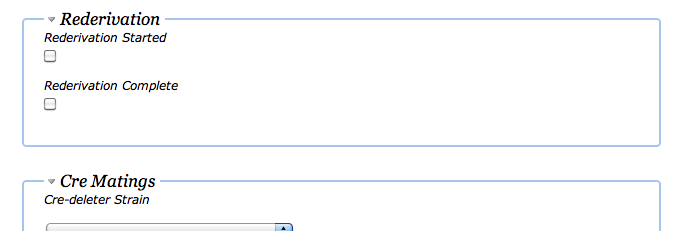 Rederivation
Rederivation Started
Rederivation Complete
Cre Matings
Cre-deleter Strain